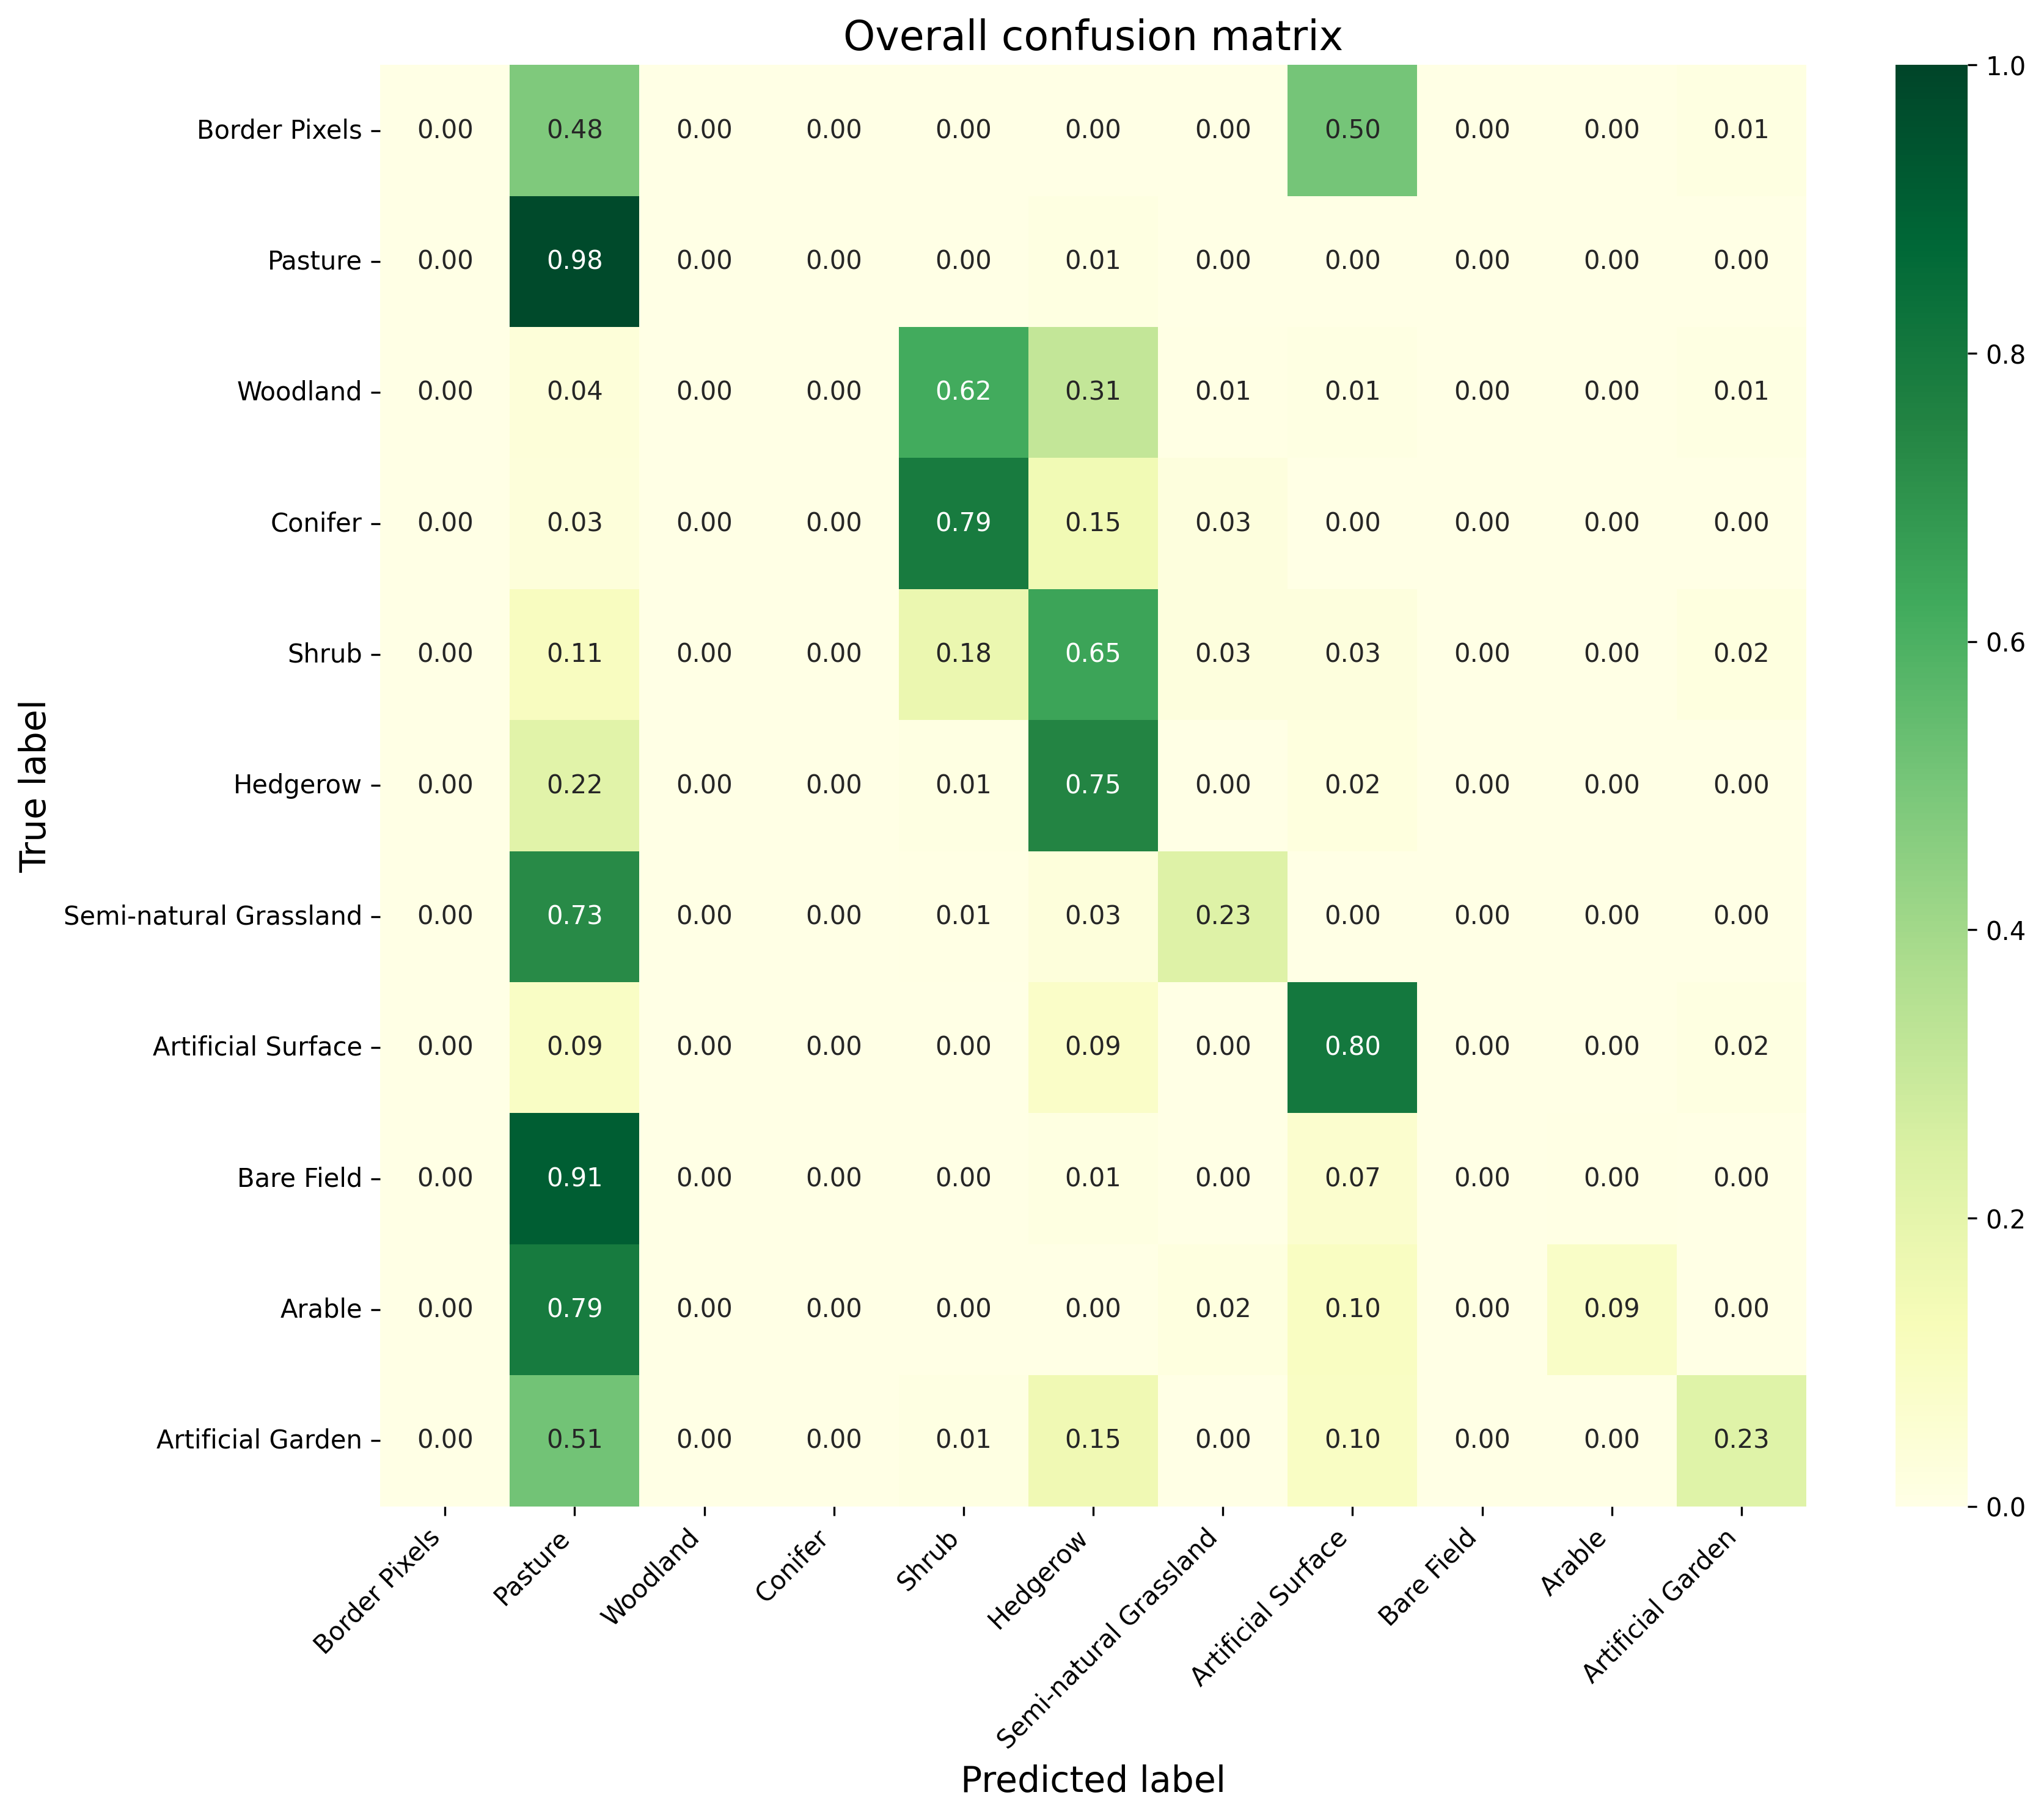 Overall confusion matrix
True label
Border Pixels 0.00 0.48 0.00 0.00 0.00 0.00 0.00 0.50 0.00 0.00 0.01
Pasture 0.00 0.98 0.00 0.00 0.00 0.01 0.00 0.00 0.00 0.00 0.00
Woodland 0.00 0.04 0.00 0.00 0.62 0.31 0.01 0.01 0.00 0.00 0.01
Conifer 0.00 0.03 0.00 0.00 0.79 0.15 0.03 0.00 0.00 0.00 0.00
Shrub 0.00 0.11 0.00 0.00 0.18 0.65 0.03 0.03 0.00 0.00 0.02
Hedgerow 0.00 0.22 0.00 0.00 0.01 0.75 0.00 0.02 0.00 0.00 0.00
Semi-natural Grassland 0.00 0.73 0.00 0.00 0.01 0.03 0.23 0.00 0.00 0.00 0.00
Artificial Surface 0.00 0.09 0.00 0.00 0.00 0.09 0.00 0.80 0.00 0.00 0.02
Bare Field 0.00 0.91 0.00 0.00 0.00 0.01 0.00 0.07 0.00 0.00 0.00
Arable 0.00 0.79 0.00 0.00 0.00 0.00 0.02 0.10 0.00 0.09 0.00
Artificial Garden 0.00 0.51 0.00 0.00 0.01 0.15 0.00 0.10 0.00 0.00 0.23
Border Pixels
Pasture
Woodland
Conifer
Shrub
Hedgerow
Semi-natural Grassland
Artificial Surface
Bare Field
Arable
Artificial Garden
Predicted label
1.0
0.8
0.6
0.4
0.2
0.0